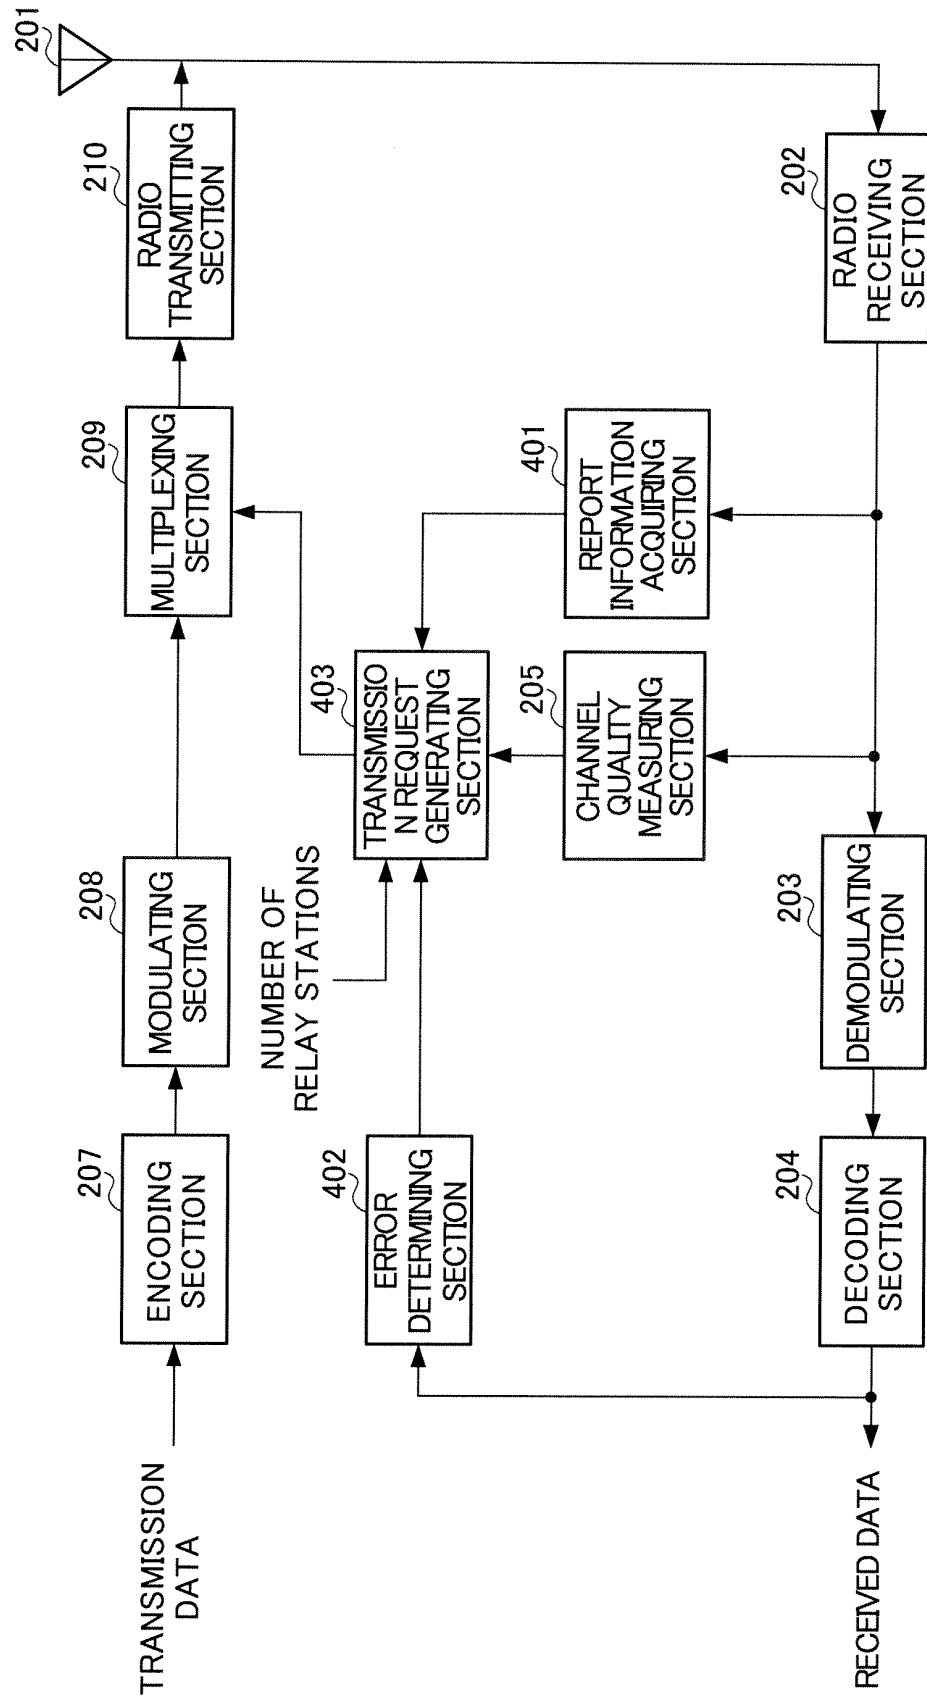 201
210
RADIO
TRANSMITTING
SECTION
209
MULTIPLEXING
SECTION
208
MODULATING
SECTION
207
ENCODING
SECTION
TRANSMISSION
DATA
403
TRANSMISSIO
N REQUEST
GENERATING
SECTION
NUMBER OF
RELAY STATIONS
402
ERROR
DETERMINING
SECTION
401
REPORT
INFORMATION
ACQUIRING
SECTION
205
CHANNEL
QUALITY
MEASURING
SECTION
202
RADIO
RECEIVING
SECTION
203
DEMODULATING
SECTION
204
DECODING
SECTION
RECEIVED DATA